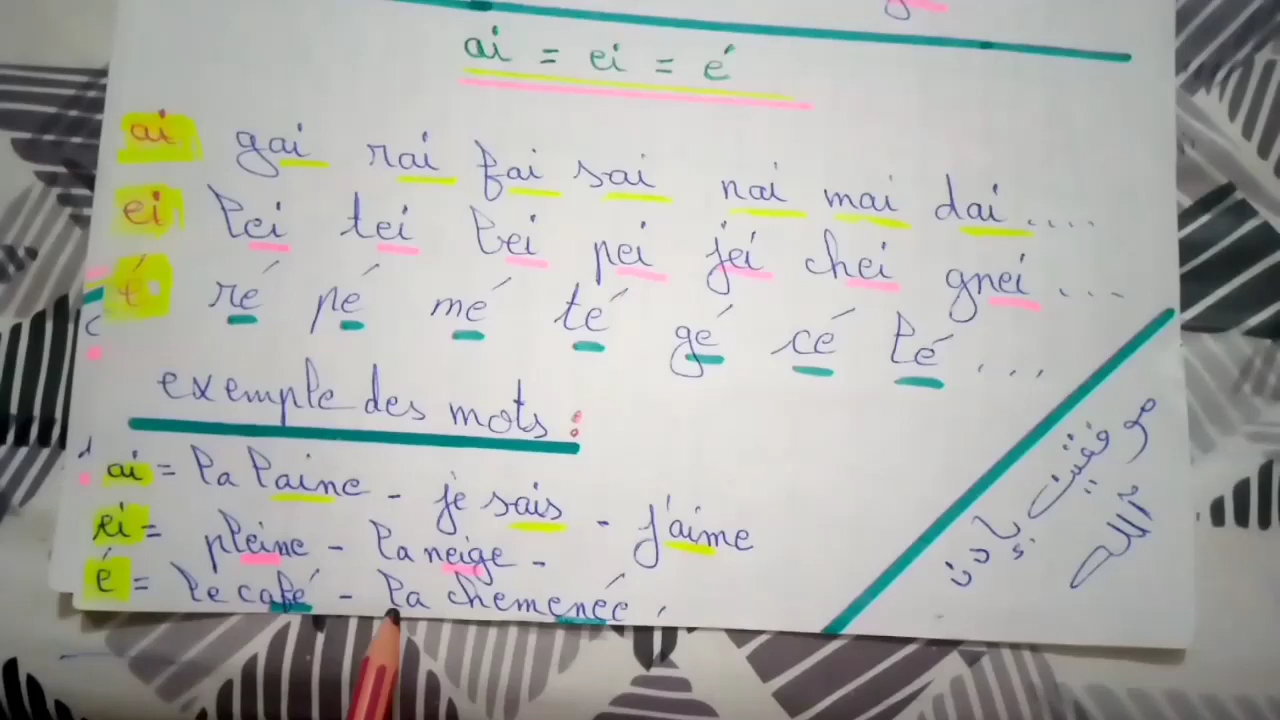 ai = ei = é
ai gai rai fai sai nai mai dai ....
ei lei tei bei pei jei chei gnei ...
é ré pé mé té gé cé lé ...
exemple des mots :
ai = la laine - je sais - j'aime
ei = pleine - la neige -
é = le café - la chemenée .
موفقين بإذن
الله